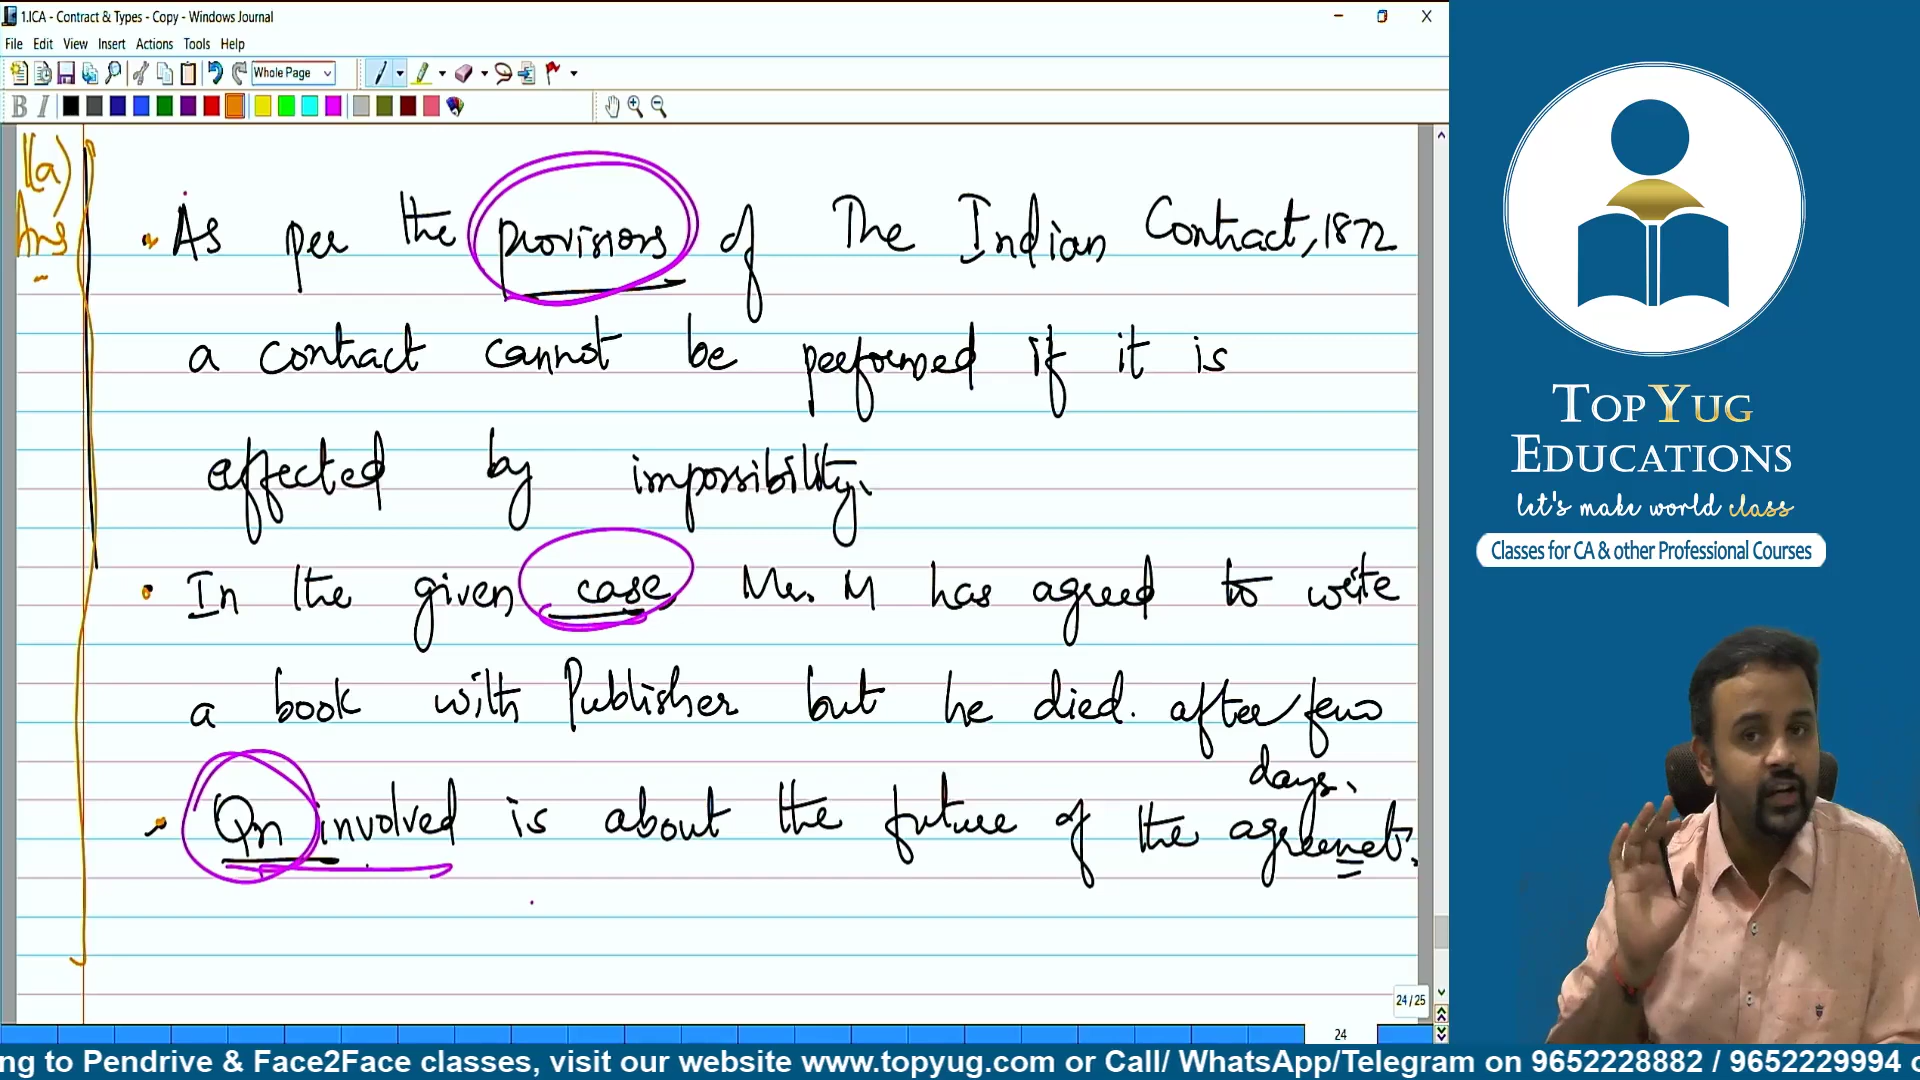 1.ICA - Contract & Types - Copy - Windows Journal
File Edit View Insert Actions Tools Help
Whole Page
B I
1(a)
Ans
As per the provisions of The Indian Contract, 1872
a contract cannot be performed if it is
effected by impossibility.
In the given case Mr. M has agreed to write
a book with Publisher but he died. after few
days.
Qn involved is about the future of the agreement.
24/25
24
TOPYUG
EDUCATIONS
let's make world class
Classes for CA & other Professional Courses
ng to Pendrive & Face2Face classes, visit our website www.topyug.com or Call/ WhatsApp/Telegram on 9652228882 / 9652229994 o